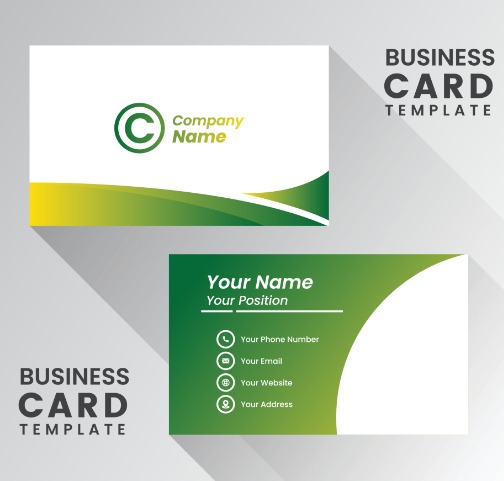 BUSINESS
CARD
TEMPLATE
©
Company
Name
Your Name
Your Position
Your Phone Number
Your Email
Your Website
Your Address
BUSINESS
CARD
TEMPLATE